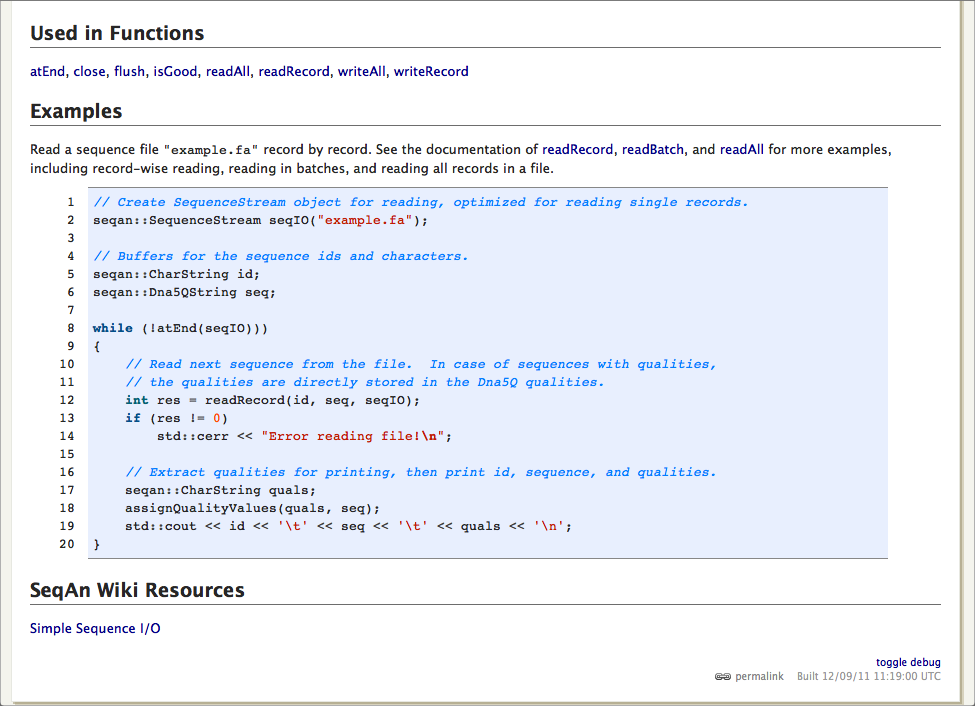 Used in Functions
atEnd, close, flush, isGood, readAll, readRecord, writeAll, writeRecord
Examples
Read a sequence file "example.fa" record by record. See the documentation of readRecord, readBatch, and readAll for more examples,
including record-wise reading, reading in batches, and reading all records in a file.
1 // Create SequenceStream object for reading, optimized for reading single records.
2 seqan::SequenceStream seqIO("example.fa");
3
4 // Buffers for the sequence ids and characters.
5 seqan::CharString id;
6 seqan::Dna5QString seq;
7
8 while (!atEnd(seqIO)))
9 {
10     // Read next sequence from the file.  In case of sequences with qualities,
11     // the qualities are directly stored in the Dna5Q qualities.
12     int res = readRecord(id, seq, seqIO);
13     if (res != 0)
14         std::cerr << "Error reading file!\n";
15
16     // Extract qualities for printing, then print id, sequence, and qualities.
17     seqan::CharString quals;
18     assignQualityValues(quals, seq);
19     std::cout << id << '\t' << seq << '\t' << quals << '\n';
20 }
SeqAn Wiki Resources
Simple Sequence I/O
toggle debug
permalink Built 12/09/11 11:19:00 UTC